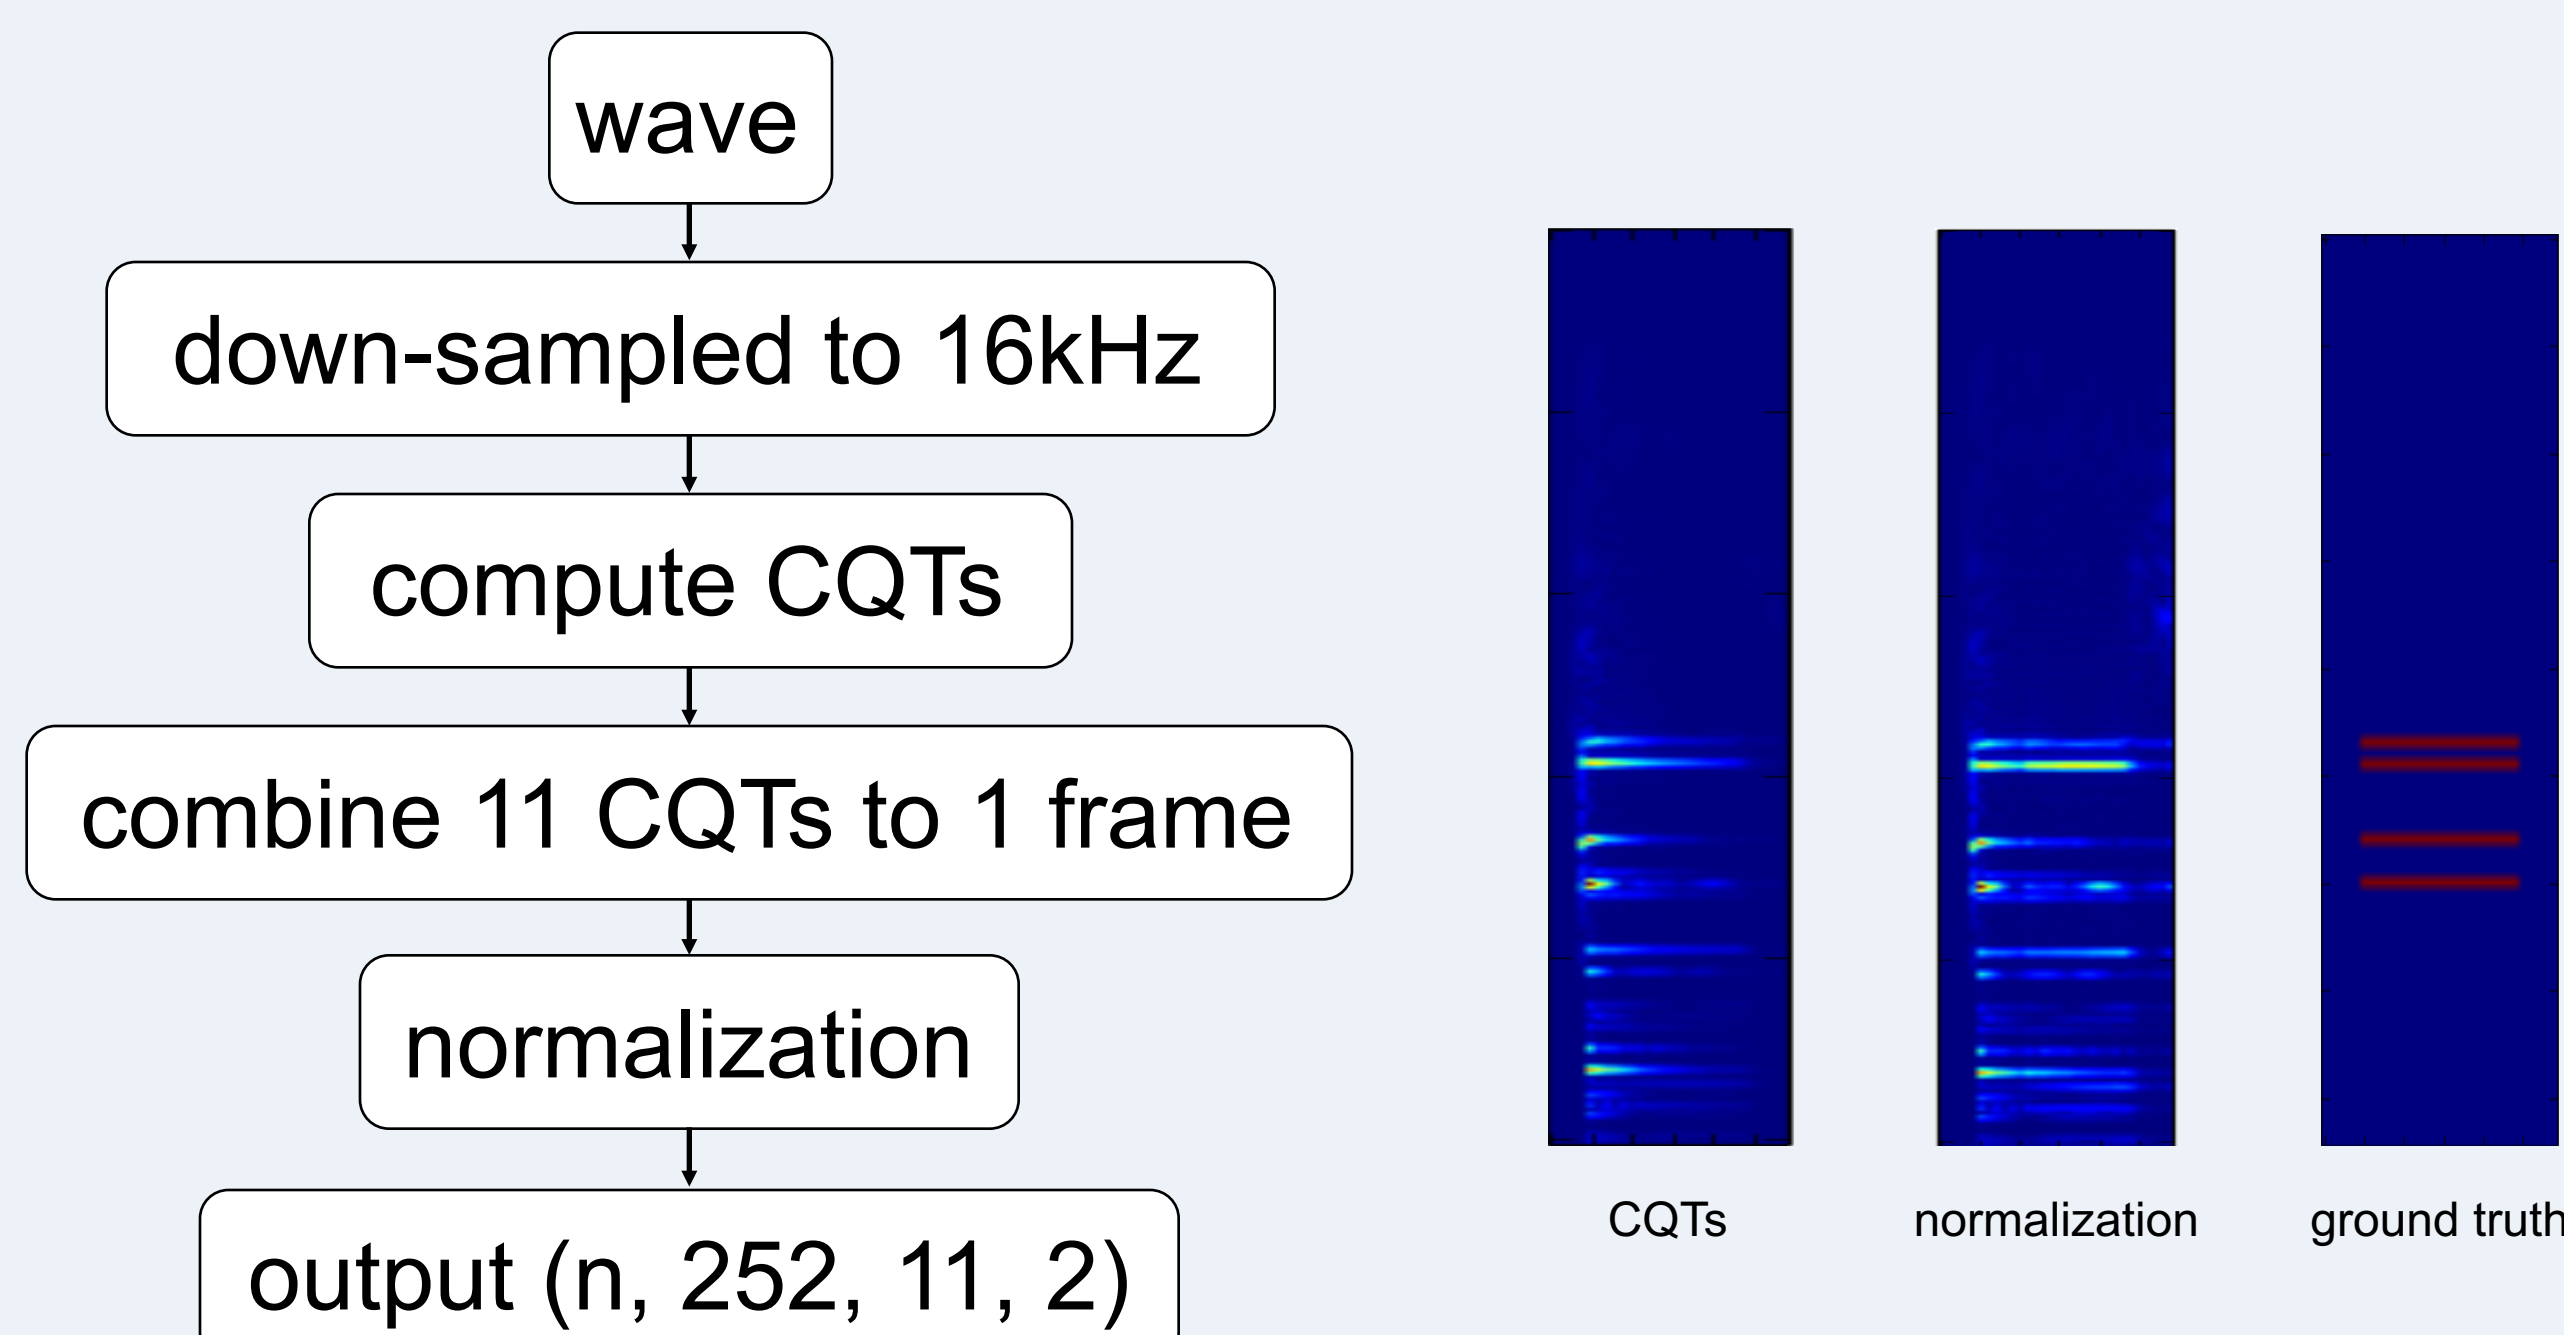 wave
down-sampled to 16kHz
compute CQTs
combine 11 CQTs to 1 frame
normalization
output (n, 252, 11, 2)
CQTs
normalization
ground truth